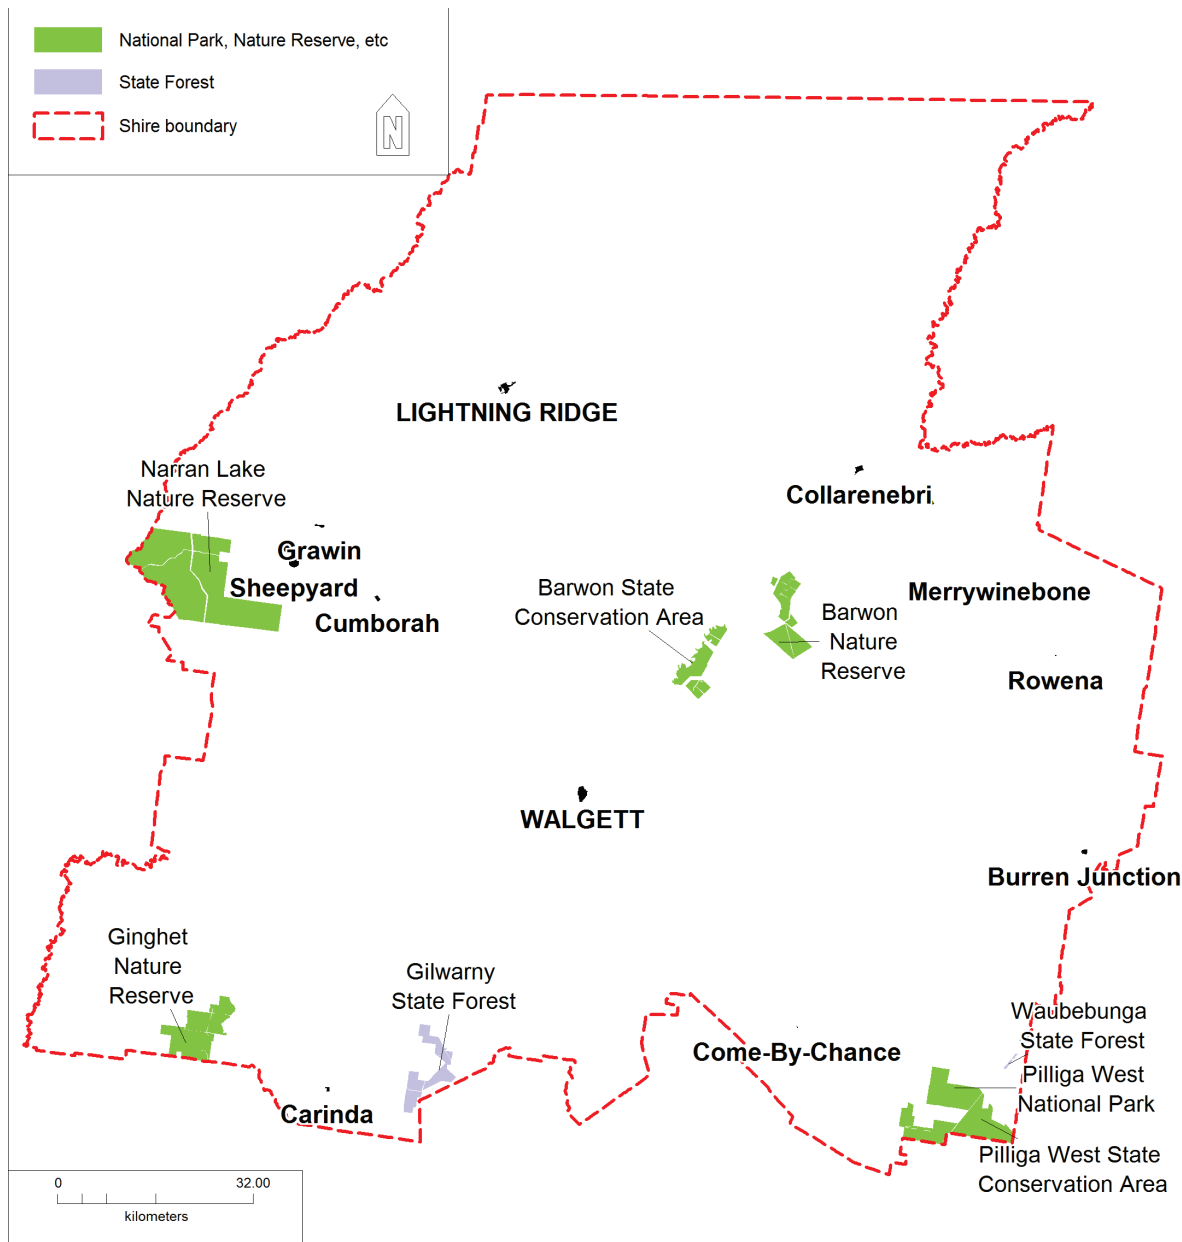 National Park, Nature Reserve, etc
State Forest
Shire boundary
N
LIGHTNING RIDGE
Narran Lake
Nature Reserve
Collarenebri
Grawin
Sheepyard
Cumborah
Barwon State
Conservation Area
Barwon
Nature
Reserve
Merrywinebone
Rowena
WALGETT
Burren Junction
Ginghet
Nature
Reserve
Gilwarny
State Forest
Come-By-Chance
Waubebunga
State Forest
Pilliga West
National Park
Carinda
Pilliga West State
Conservation Area
0 32.00
kilometers